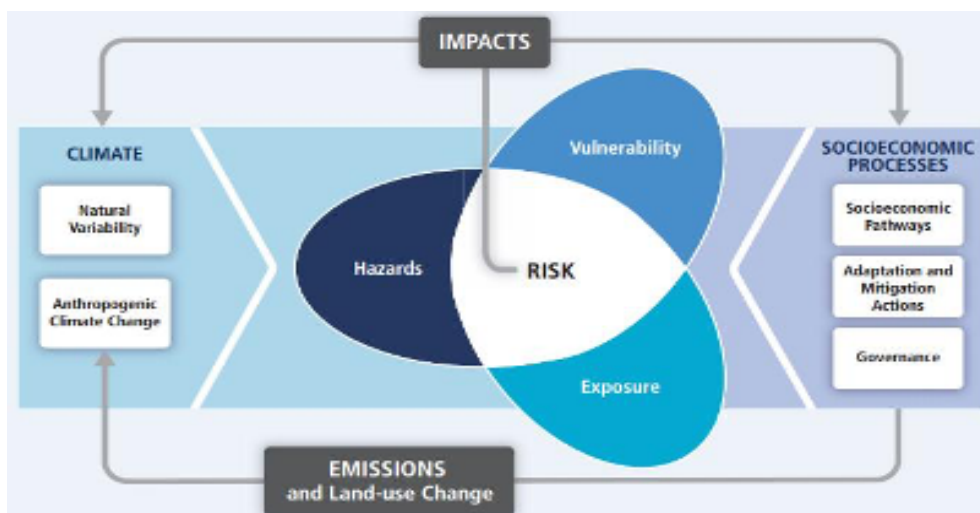 IMPACTS
CLIMATE
Natural
Variability
Anthropogenic
Climate Change
Vulnerability
Hazards
RISK
Exposure
SOCIOECONOMIC
PROCESSES
Socioeconomic
Pathways
Adaptation and
Mitigation
Actions
Governance
EMISSIONS
and Land-use Change